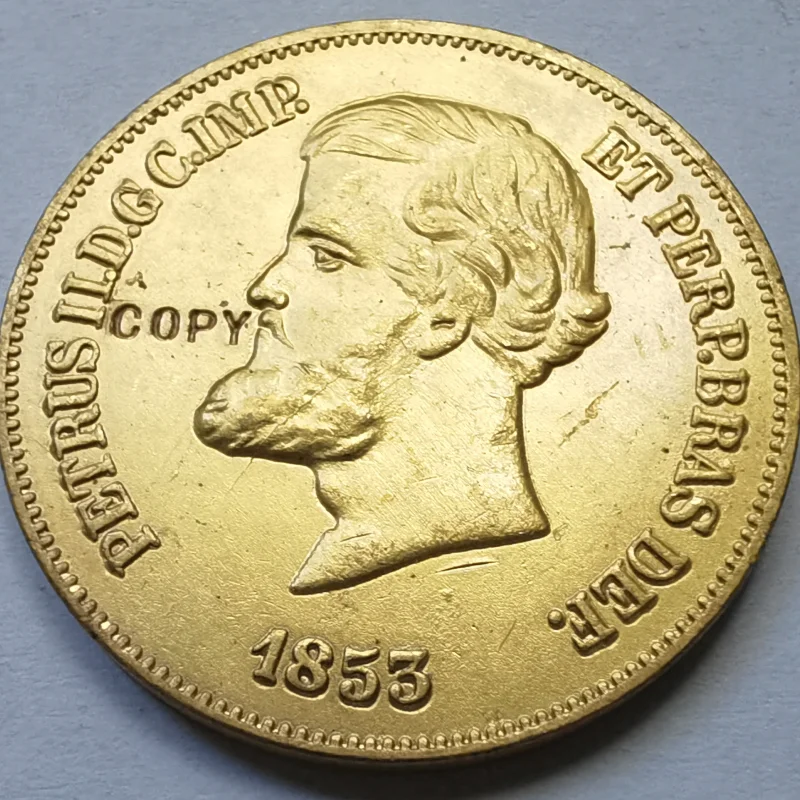 PETRUS II.D.G C.IMP.
ET PERP.BRAS DEF.
COPY
1853